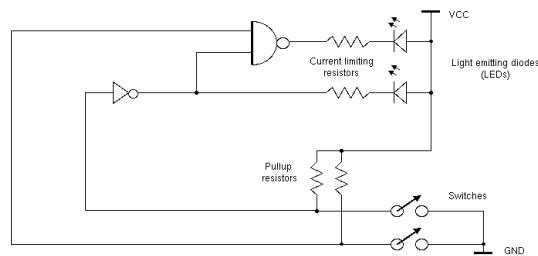 VCC
Current limiting
resistors
Light emitting diodes
(LEDs)
Pullup
resistors
Switches
GND